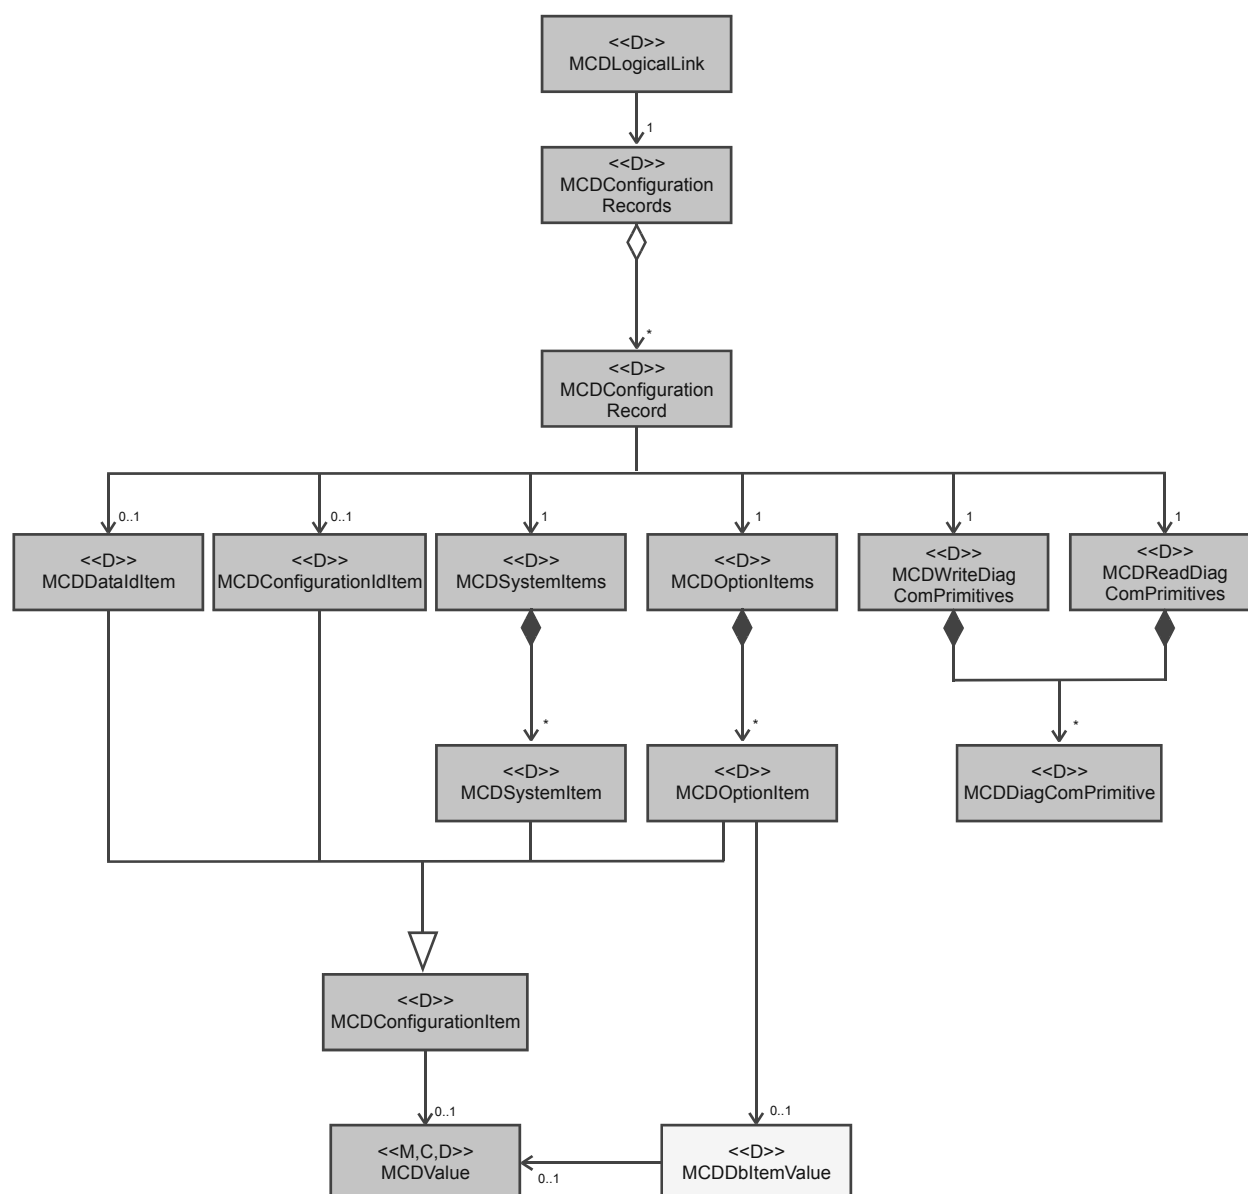 <<D>>
MCDLogicalLink
1
<<D>>
MCDConfiguration
Records
*
<<D>>
MCDConfiguration
Record
0..1
0..1
1
1
1
1
<<D>>
MCDDataIdItem
<<D>>
MCDConfigurationIdItem
<<D>>
MCDSystemItems
<<D>>
MCDOptionItems
<<D>>
MCDWriteDiag
ComPrimitives
<<D>>
MCDReadDiag
ComPrimitives
*
*
*
<<D>>
MCDSystemItem
<<D>>
MCDOptionItem
<<D>>
MCDDiagComPrimitive
<<D>>
MCDConfigurationItem
0..1
0..1
<<M,C,D>>
MCDValue
0..1
<<D>>
MCDDbItemValue